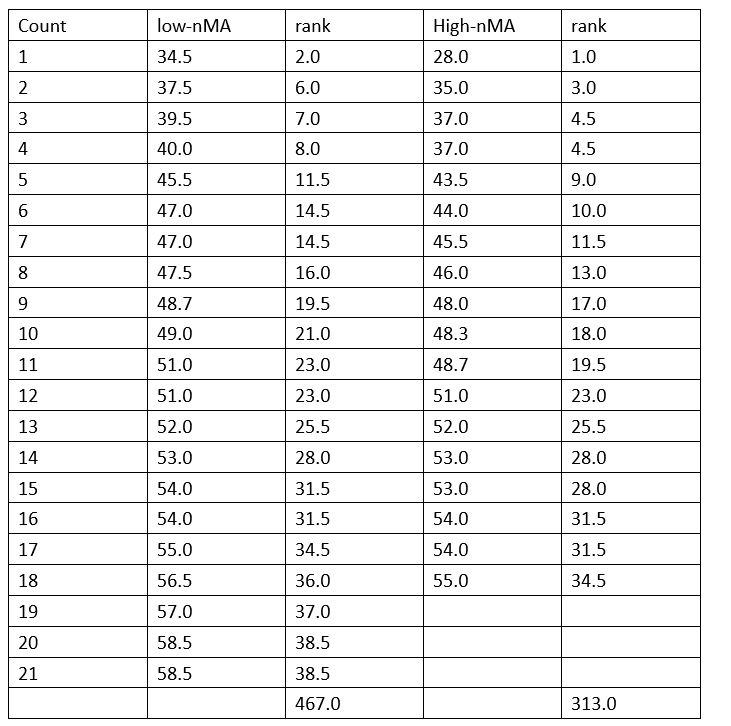 Count low-nMA rank High-nMA rank
1 34.5 2.0 28.0 1.0
2 37.5 6.0 35.0 3.0
3 39.5 7.0 37.0 4.5
4 40.0 8.0 37.0 4.5
5 45.5 11.5 43.5 9.0
6 47.0 14.5 44.0 10.0
7 47.0 14.5 45.5 11.5
8 47.5 16.0 46.0 13.0
9 48.7 19.5 48.0 17.0
10 49.0 21.0 48.3 18.0
11 51.0 23.0 48.7 19.5
12 51.0 23.0 51.0 23.0
13 52.0 25.5 52.0 25.5
14 53.0 28.0 53.0 28.0
15 54.0 31.5 53.0 28.0
16 54.0 31.5 54.0 31.5
17 55.0 34.5 54.0 31.5
18 56.5 36.0 55.0 34.5
19 57.0 37.0
20 58.5 38.5
21 58.5 38.5
467.0 313.0